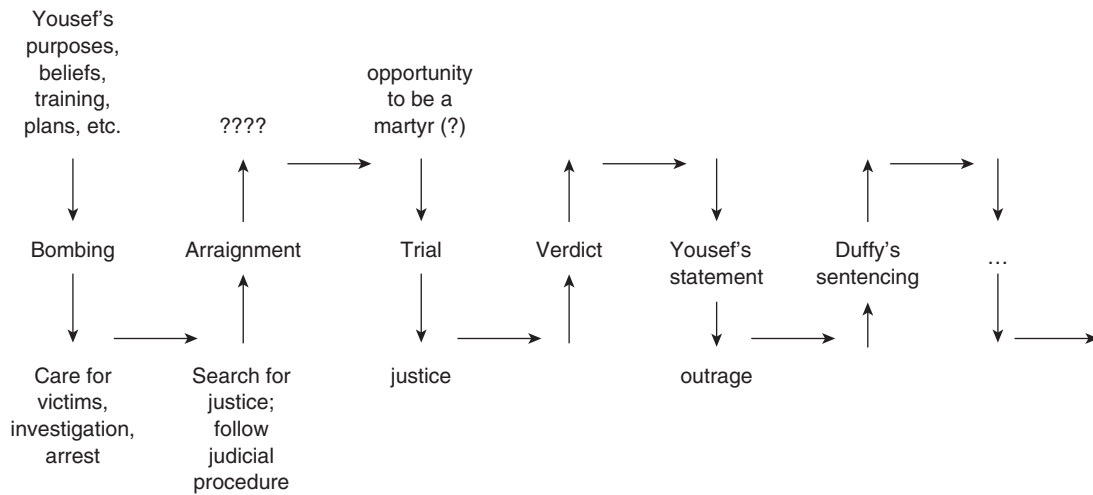 Yousef's
purposes,
beliefs,
training,
plans, etc.
????
opportunity
to be a
martyr (?)
Bombing
Arraignment
Trial
Verdict
Yousef's
statement
Duffy's
sentencing
...
Care for
victims,
investigation,
arrest
Search for
justice;
follow
judicial
procedure
justice
outrage